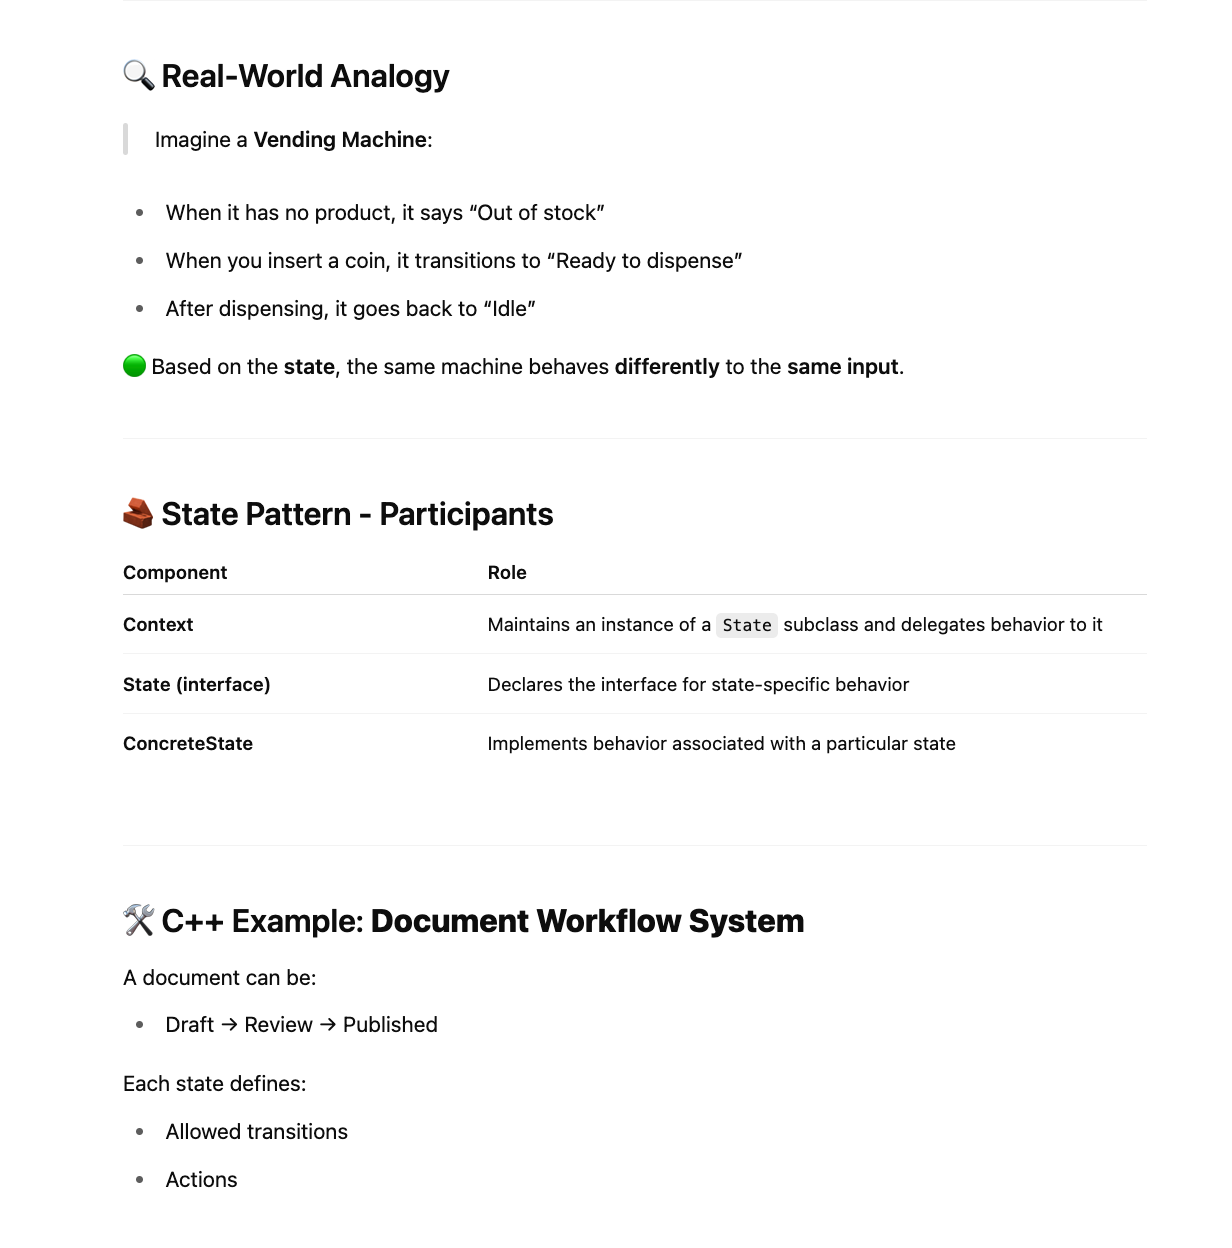 🔍 Real-World Analogy
Imagine a Vending Machine:
• When it has no product, it says “Out of stock”
• When you insert a coin, it transitions to “Ready to dispense”
• After dispensing, it goes back to “Idle”
🟢 Based on the state, the same machine behaves differently to the same input.
🧱 State Pattern - Participants
Component Role
Context Maintains an instance of a State subclass and delegates behavior to it
State (interface) Declares the interface for state-specific behavior
ConcreteState Implements behavior associated with a particular state
🛠 C++ Example: Document Workflow System
A document can be:
• Draft → Review → Published
Each state defines:
• Allowed transitions
• Actions